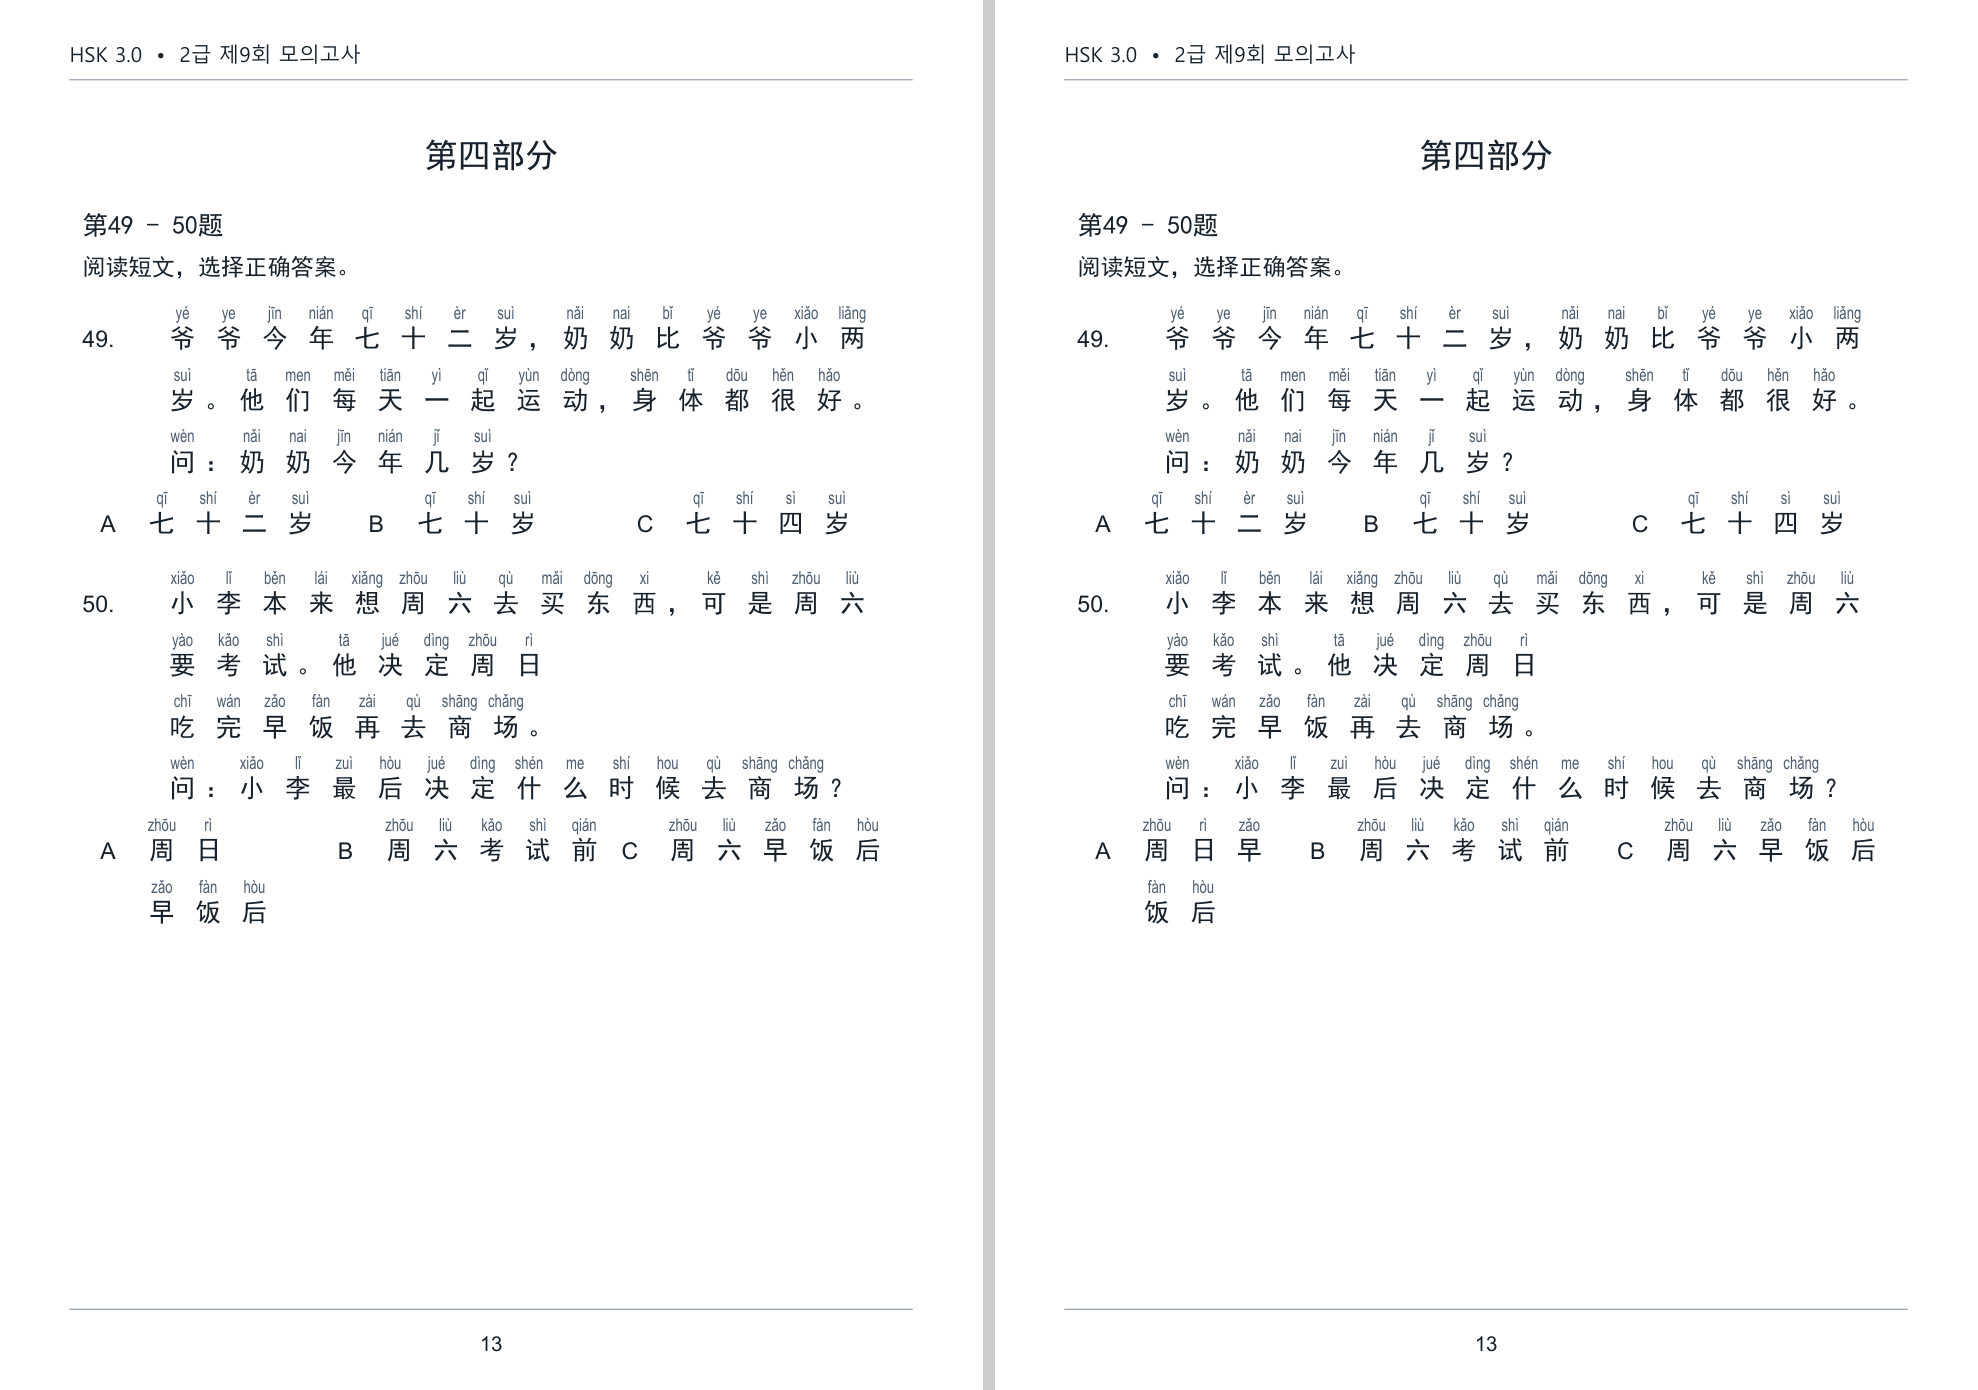 HSK 3.0 • 2급 제9회 모의고사
第四部分
第49 – 50题
阅读短文，选择正确答案。
yé ye jīn nián qī shí èr suì nǎi nai bǐ yé ye xiǎo liǎng
49. 爷爷今年七十二岁，奶奶比爷爷小两
suì tā men měi tiān yì qǐ yùn dòng shēn tǐ dōu hěn hǎo
岁。他们每天一起运动，身体都很好。
wèn nǎi nai jīn nián jǐ suì
问：奶奶今年几岁？
qī shí èr suì qī shí suì qī shí sì suì
A 七十二岁 B 七十岁 C 七十四岁
xiǎo lǐ běn lái xiǎng zhōu liù qù mǎi dōng xi kě shì zhōu liù
50. 小李本来想周六去买东西，可是周六
yào kǎo shì tā jué dìng zhōu rì
要考试。他决定周日
chī wán zǎo fàn zài qù shāng chǎng
吃完早饭再去商场。
wèn xiǎo lǐ zuì hòu jué dìng shén me shí hou qù shāng chǎng
问：小李最后决定什么时候去商场？
zhōu rì zhōu liù kǎo shì qián zhōu liù zǎo fàn hòu
A 周日 B 周六考试前 C 周六早饭后
zǎo fàn hòu
早饭后
13
HSK 3.0 • 2급 제9회 모의고사
第四部分
第49 – 50题
阅读短文，选择正确答案。
yé ye jīn nián qī shí èr suì nǎi nai bǐ yé ye xiǎo liǎng
49. 爷爷今年七十二岁，奶奶比爷爷小两
suì tā men měi tiān yì qǐ yùn dòng shēn tǐ dōu hěn hǎo
岁。他们每天一起运动，身体都很好。
wèn nǎi nai jīn nián jǐ suì
问：奶奶今年几岁？
qī shí èr suì qī shí suì qī shí sì suì
A 七十二岁 B 七十岁 C 七十四岁
xiǎo lǐ běn lái xiǎng zhōu liù qù mǎi dōng xi kě shì zhōu liù
50. 小李本来想周六去买东西，可是周六
yào kǎo shì tā jué dìng zhōu rì
要考试。他决定周日
chī wán zǎo fàn zài qù shāng chǎng
吃完早饭再去商场。
wèn xiǎo lǐ zuì hòu jué dìng shén me shí hou qù shāng chǎng
问：小李最后决定什么时候去商场？
zhōu rì zǎo zhōu liù kǎo shì qián zhōu liù zǎo fàn hòu
A 周日早 B 周六考试前 C 周六早饭后
fàn hòu
饭后
13